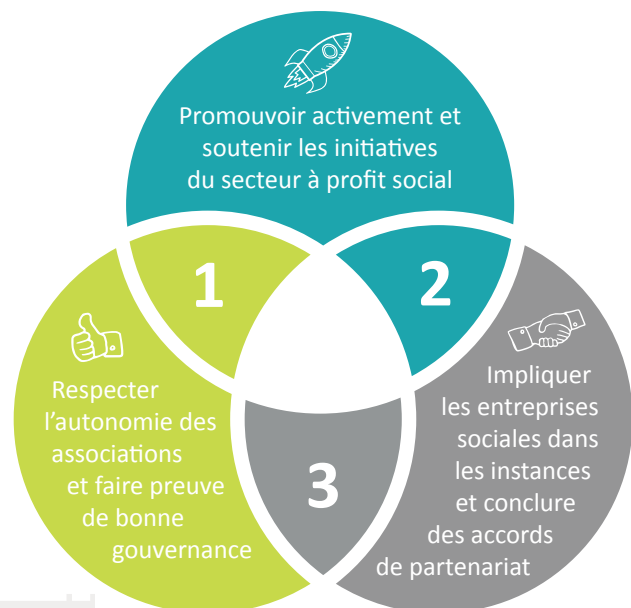 Promouvoir activement et
soutenir les initiatives
du secteur à profit social
1
2
Respecter
l'autonomie des
associations
et faire preuve
de bonne
gouvernance
Impliquer
les entreprises
sociales dans
les instances
et conclure
des accords
de partenariat
3